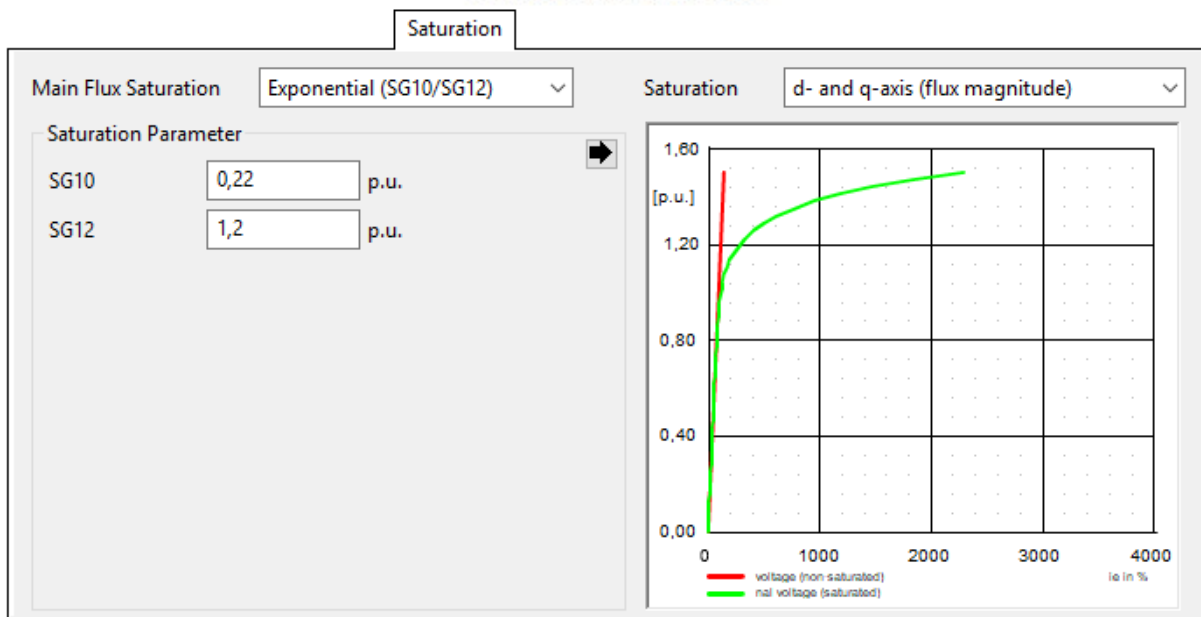 Saturation
Main Flux Saturation Exponential (SG10/SG12)
Saturation d- and q-axis (flux magnitude)
Saturation Parameter
SG10 0,22 p.u.
SG12 1,2 p.u.
1,60
[p.u.]
1,20
0,80
0,40
0,00
0 1000 2000 3000 4000
voltage (non-saturated) ie in %
nal voltage (saturated)